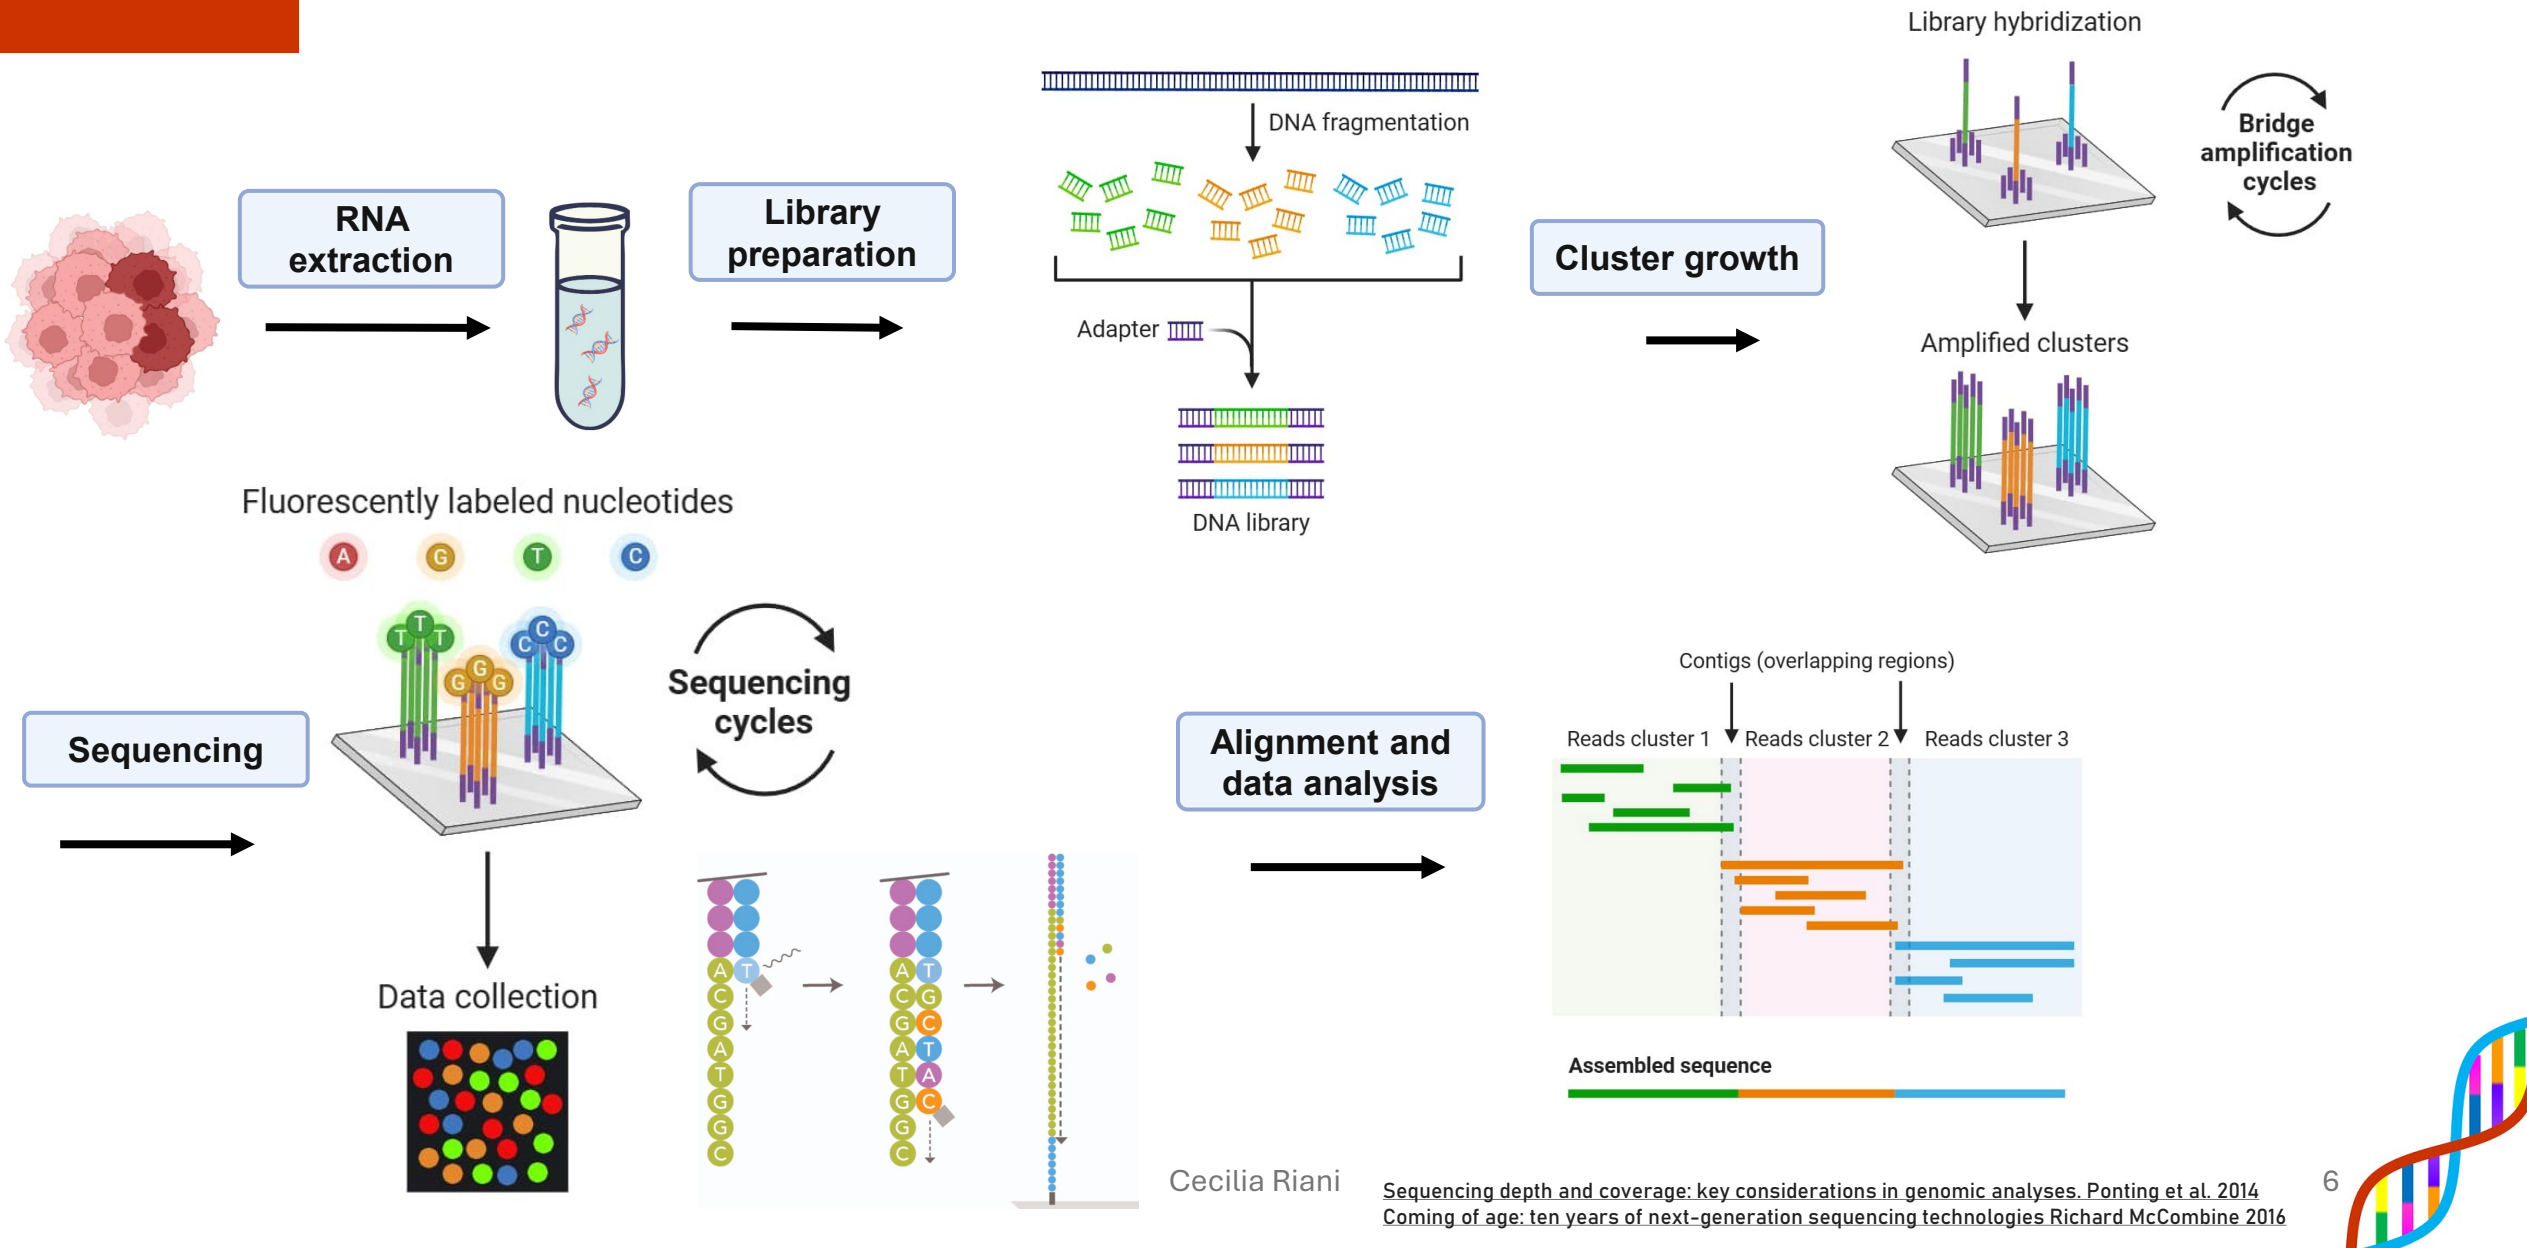 RNA
extraction
Library
preparation
DNA fragmentation
Adapter
DNA library
Cluster growth
Library hybridization
Bridge
amplification
cycles
Amplified clusters
Fluorescently labeled nucleotides
A G T C
T T T
G G G
C C C
Sequencing
Sequencing
cycles
Data collection
A T
C
G
A
T
G
G
C
A T
C G
G C
A T
T A
G C
G
C
Alignment and
data analysis
Contigs (overlapping regions)
Reads cluster 1
Reads cluster 2
Reads cluster 3
Assembled sequence
Cecilia Riani
Sequencing depth and coverage: key considerations in genomic analyses. Ponting et al. 2014
Coming of age: ten years of next-generation sequencing technologies Richard McCombine 2016
6